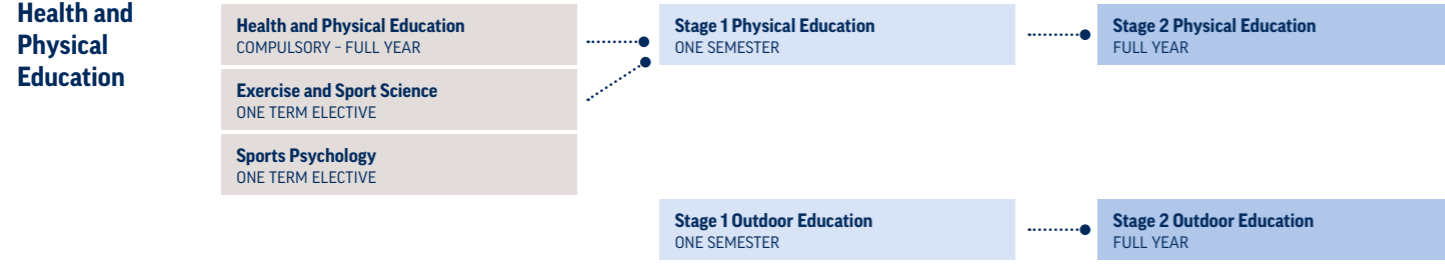 Health and
Physical
Education
Health and Physical Education
COMPULSORY – FULL YEAR
Exercise and Sport Science
ONE TERM ELECTIVE
Sports Psychology
ONE TERM ELECTIVE
Stage 1 Physical Education
ONE SEMESTER
Stage 2 Physical Education
FULL YEAR
Stage 1 Outdoor Education
ONE SEMESTER
Stage 2 Outdoor Education
FULL YEAR